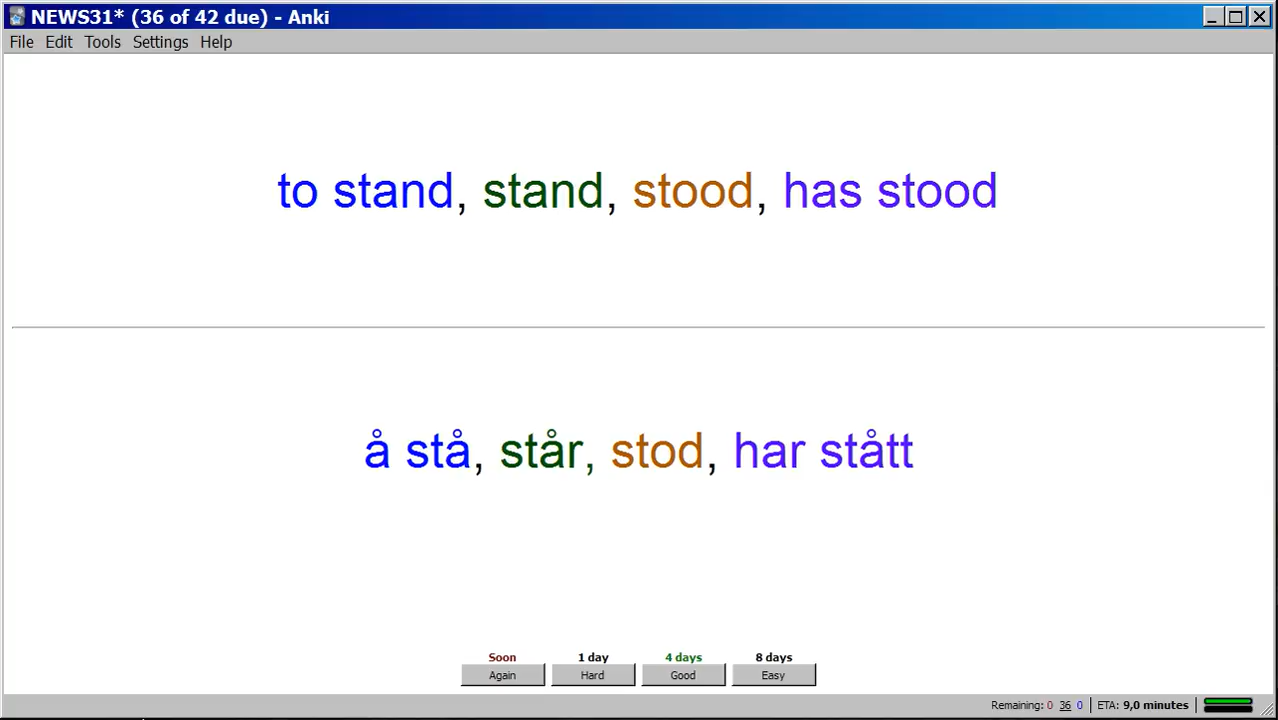 NEWS31* (36 of 42 due) - Anki
File Edit Tools Settings Help
to stand, stand, stood, has stood
å stå, står, stod, har stått
Soon 1 day 4 days 8 days
Again Hard Good Easy
Remaining: 0 36 0 ETA: 9,0 minutes